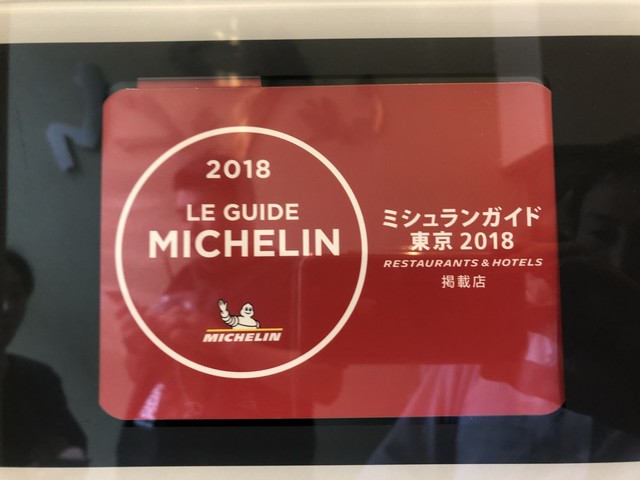 2018
LE GUIDE
MICHELIN
MICHELIN
ミシュランガイド
東京 2018
RESTAURANTS & HOTELS
掲載店